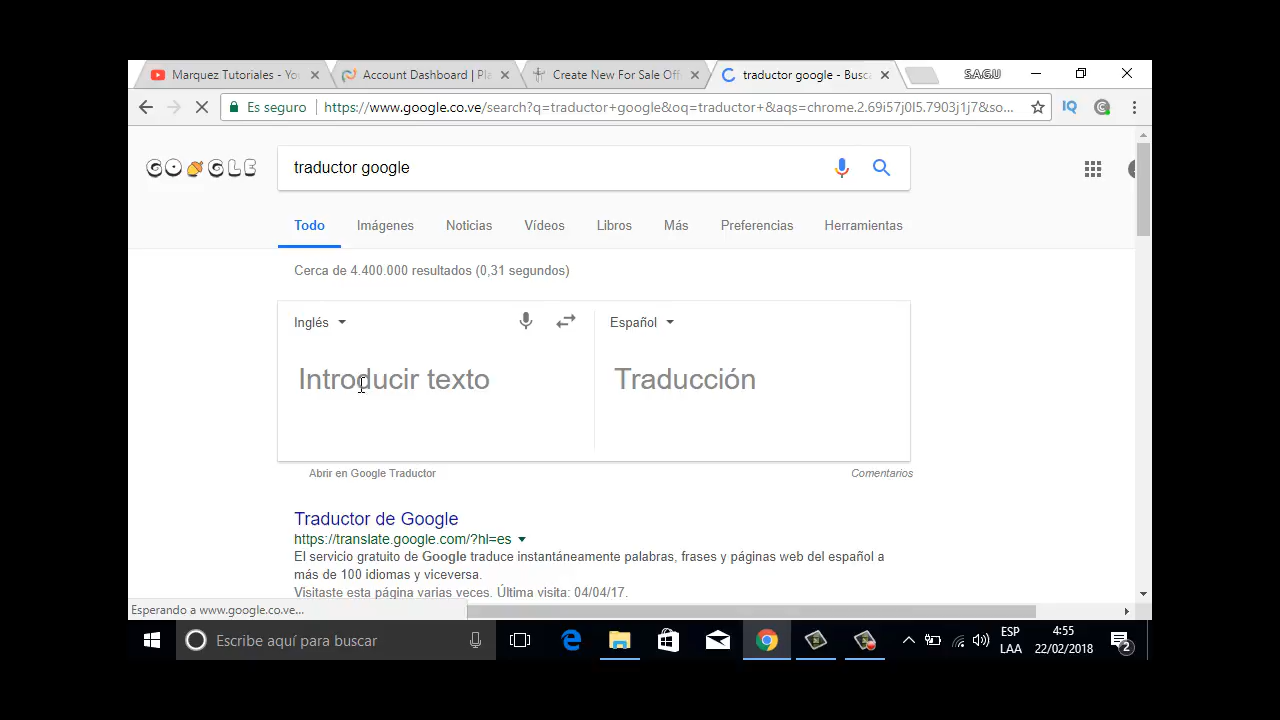 Marquez Tutoriales - Yo
Account Dashboard | Pla
Create New For Sale Off
traductor google - Busca
S.A.G.U
Es seguro
https://www.google.co.ve/search?q=traductor+google&oq=traductor+&aqs=chrome.2.69i57j0l5.7903j1j7&so...
GOOGLE
traductor google
Todo
Imágenes
Noticias
Vídeos
Libros
Más
Preferencias
Herramientas
Cerca de 4.400.000 resultados (0,31 segundos)
Inglés
Español
Introducir texto
Traducción
Abrir en Google Traductor
Comentarios
Traductor de Google
https://translate.google.com/?hl=es
El servicio gratuito de Google traduce instantáneamente palabras, frases y páginas web del español a
más de 100 idiomas y viceversa.
Visitaste esta página varias veces. Última visita: 04/04/17.
Esperando a www.google.co.ve...
Escribe aquí para buscar
ESP
LAA
4:55
22/02/2018
2